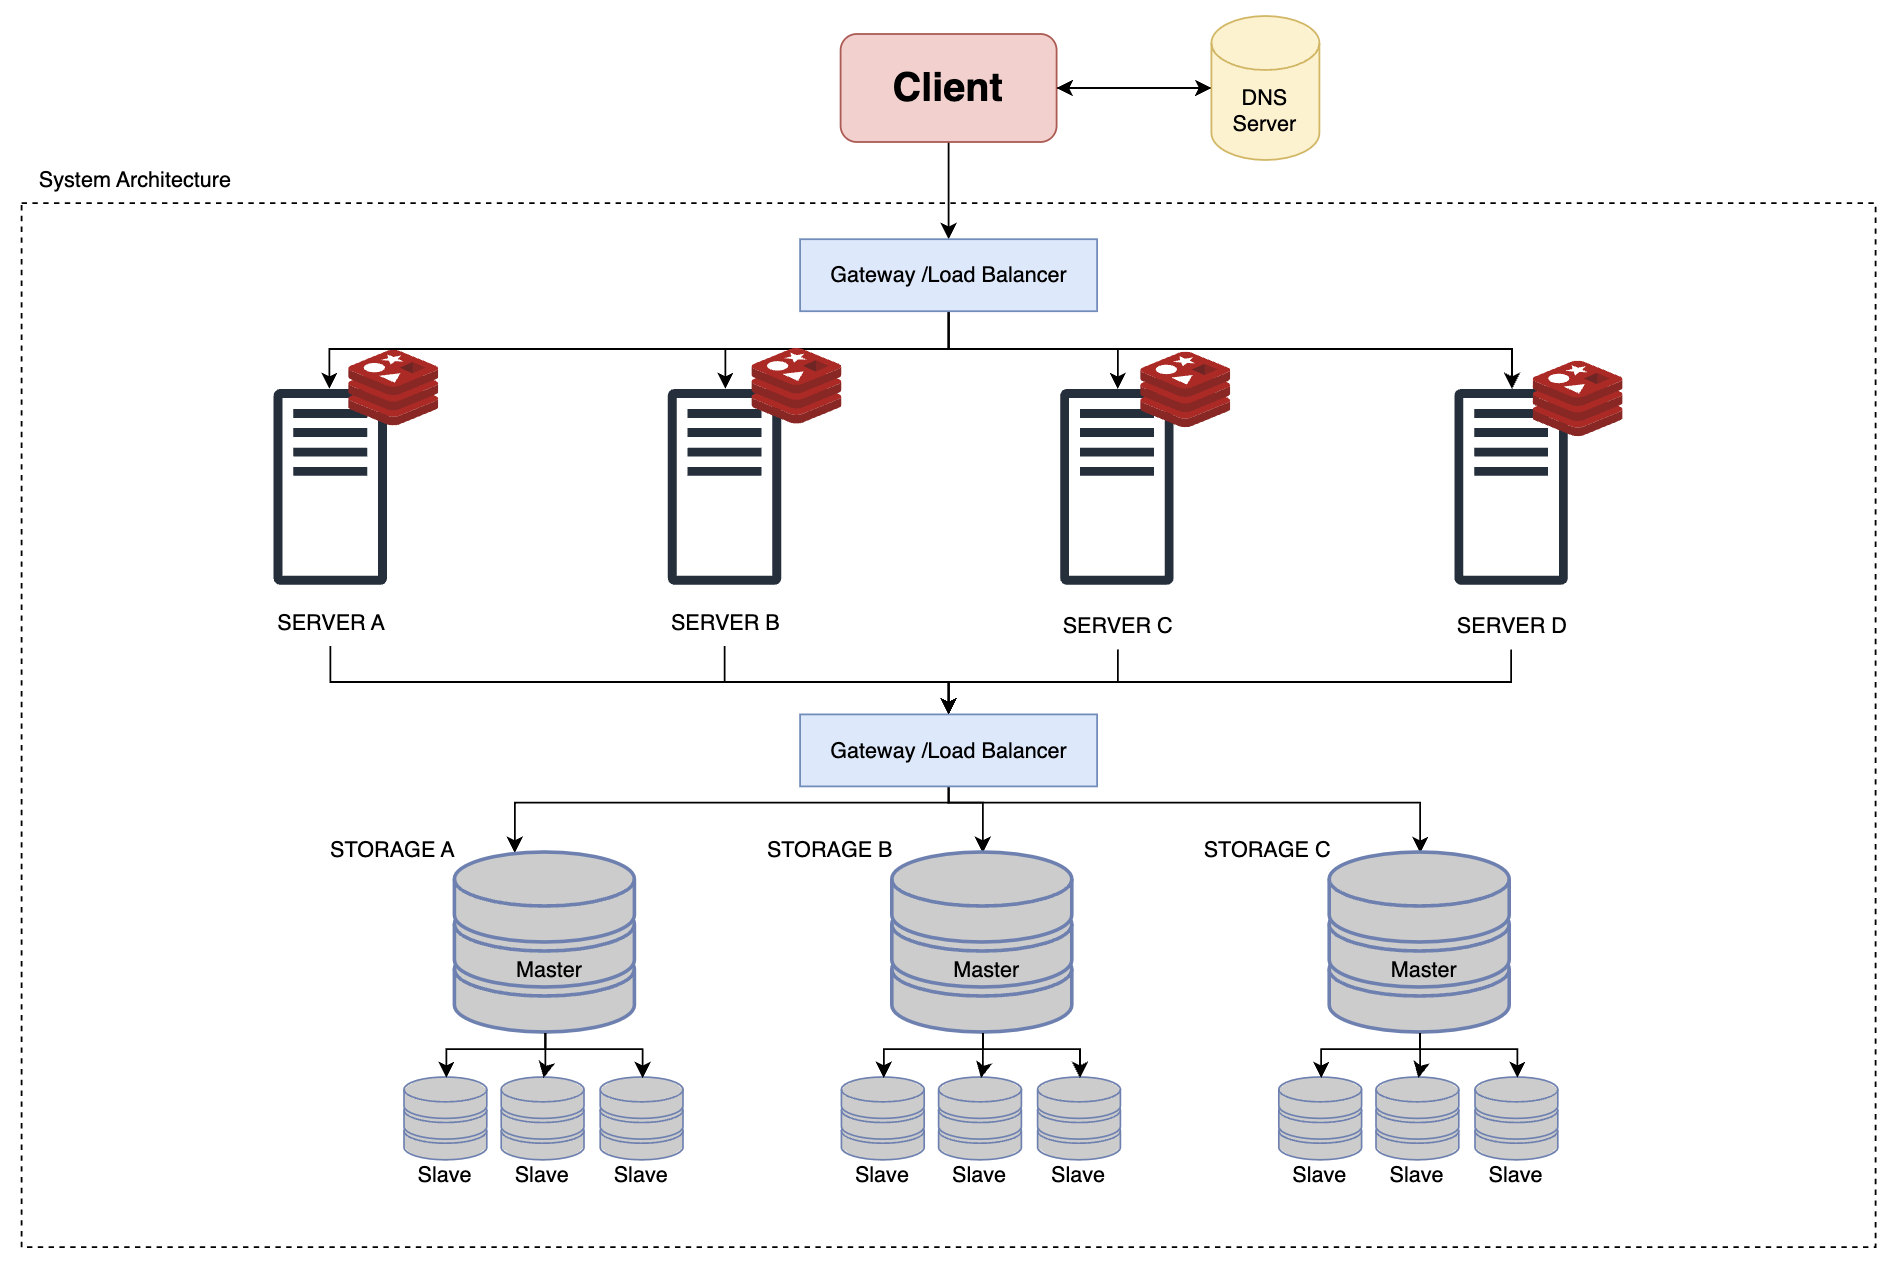 Client
DNS
Server
System Architecture
Gateway /Load Balancer
SERVER A
SERVER B
SERVER C
SERVER D
Gateway /Load Balancer
STORAGE A
STORAGE B
STORAGE C
Master
Master
Master
Slave
Slave
Slave
Slave
Slave
Slave
Slave
Slave
Slave